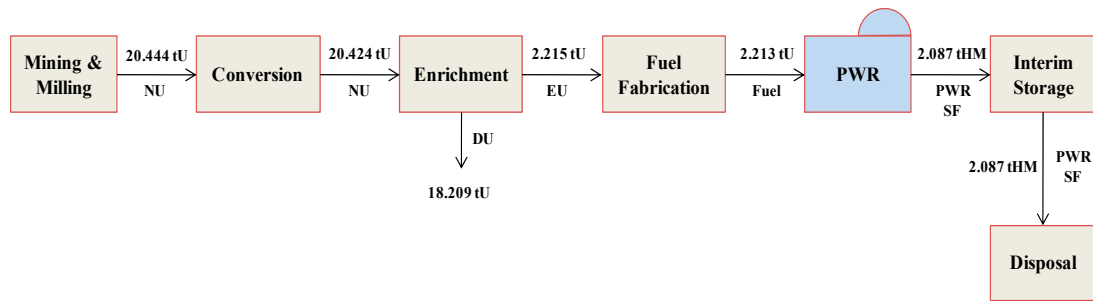 Mining &
Milling
20.444 tU
NU
Conversion
20.424 tU
NU
Enrichment
2.215 tU
EU
Fuel
Fabrication
2.213 tU
Fuel
PWR
2.087 tHM
PWR
SF
Interim
Storage
DU
18.209 tU
2.087 tHM
PWR
SF
Disposal